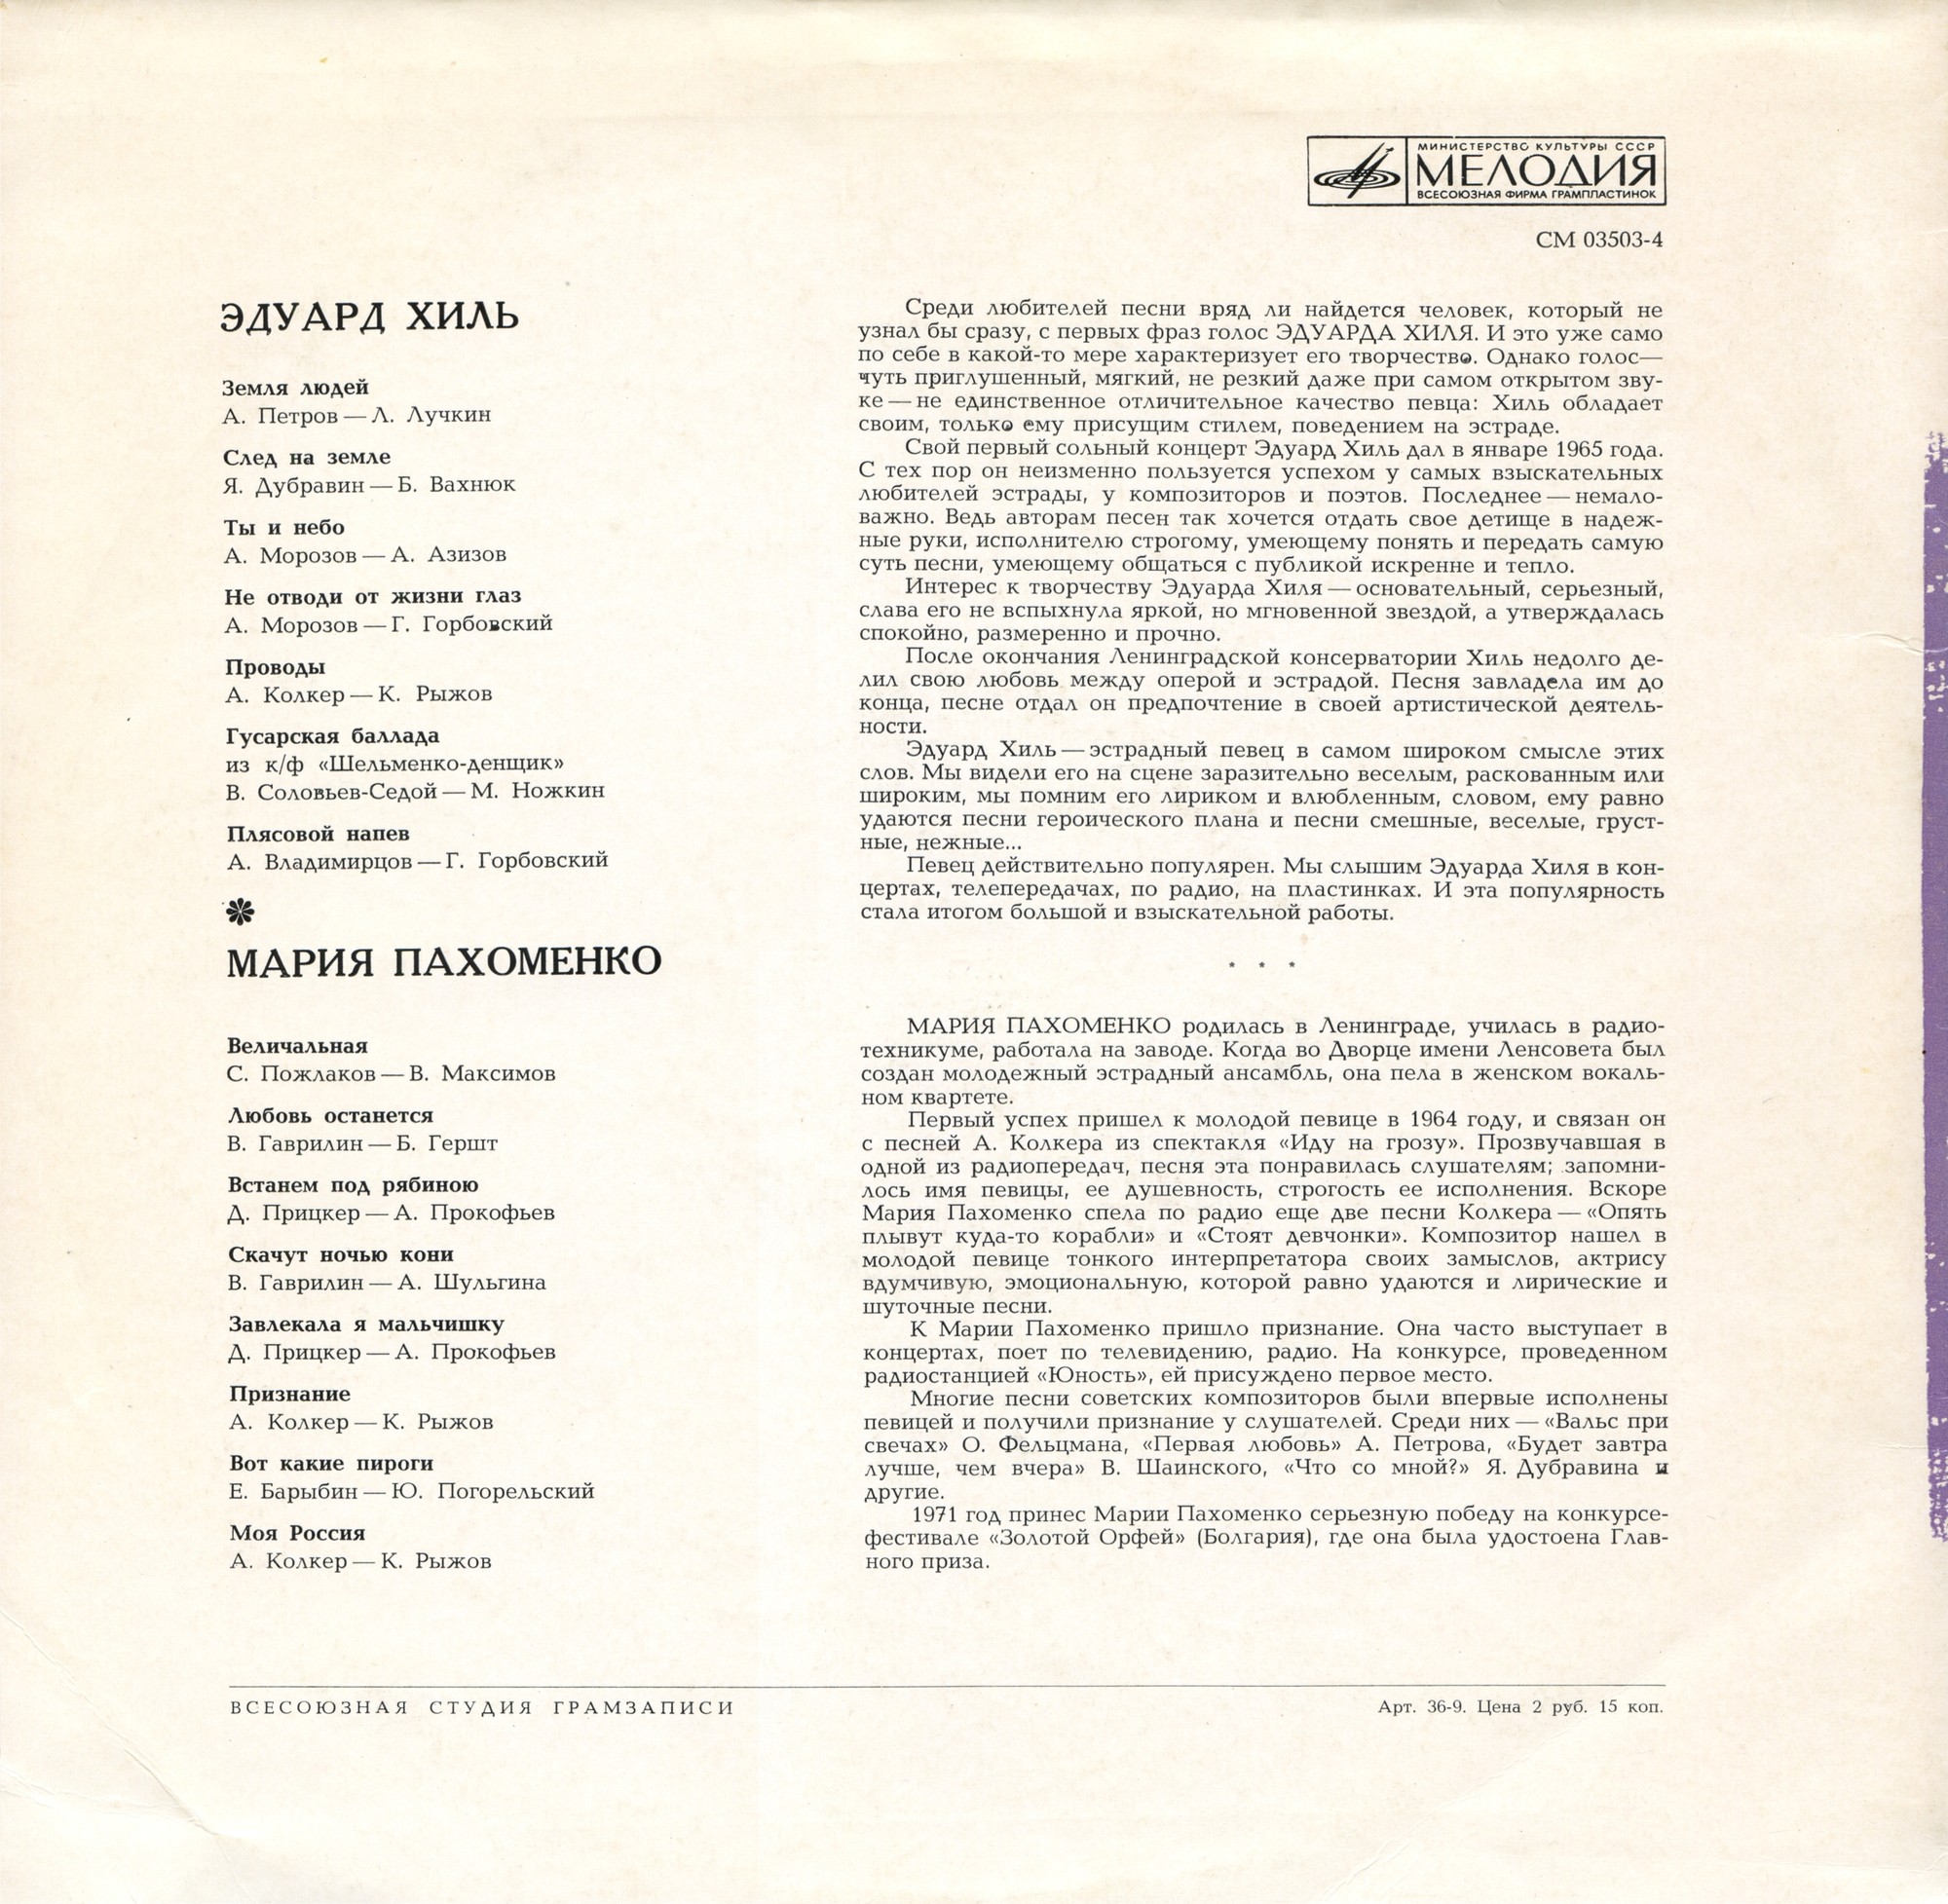 МИНИСТЕРСТВО КУЛЬТУРЫ СССР
МЕЛОДИЯ
ВСЕСОЮЗНАЯ ФИРМА ГРАМПЛАСТИНОК
СМ 03503-4
ЭДУАРД ХИЛЬ
Земля людей
А. Петров — Л. Лучкин
След на земле
Я. Дубравин — Б. Вахнюк
Ты и небо
А. Морозов — А. Азизов
Не отводи от жизни глаз
А. Морозов — Г. Горбовский
Проводы
А. Колкер — К. Рыжов
Гусарская баллада
из к/ф «Шельменко-денщик»
В. Соловьев-Седой — М. Ножкин
Плясовой напев
А. Владимирцов — Г. Горбовский
МАРИЯ ПАХОМЕНКО
Величальная
С. Пожлаков — В. Максимов
Любовь останется
В. Гаврилин — Б. Гершт
Встанем под рябиною
Д. Прицкер — А. Прокофьев
Скачут ночью кони
В. Гаврилин — А. Шульгина
Завлекала я мальчишку
Д. Прицкер — А. Прокофьев
Признание
А. Колкер — К. Рыжов
Вот какие пироги
Е. Барыбин — Ю. Погорельский
Моя Россия
А. Колкер — К. Рыжов
Среди любителей песни вряд ли найдется человек, который не
узнал бы сразу, с первых фраз голос ЭДУАРДА ХИЛЯ. И это уже само
по себе в какой-то мере характеризует его творчество. Однако голос—
чуть приглушенный, мягкий, не резкий даже при самом открытом зву-
ке — не единственное отличительное качество певца: Хиль обладает
своим, только ему присущим стилем, поведением на эстраде.
Свой первый сольный концерт Эдуард Хиль дал в январе 1965 года.
С тех пор он неизменно пользуется успехом у самых взыскательных
любителей эстрады, у композиторов и поэтов. Последнее — немало-
важно. Ведь авторам песен так хочется отдать свое детище в надеж-
ные руки, исполнителю строгому, умеющему понять и передать самую
суть песни, умеющему общаться с публикой искренне и тепло.
Интерес к творчеству Эдуарда Хиля — основательный, серьезный,
слава его не вспыхнула яркой, но мгновенной звездой, а утверждалась
спокойно, размеренно и прочно.
После окончания Ленинградской консерватории Хиль недолго де-
лил свою любовь между оперой и эстрадой. Песня завладела им до
конца, песне отдал он предпочтение в своей артистической деятель-
ности.
Эдуард Хиль — эстрадный певец в самом широком смысле этих
слов. Мы видели его на сцене заразительно веселым, раскованным или
широким, мы помним его лириком и влюбленным, словом, ему равно
удаются песни героического плана и песни смешные, веселые, груст-
ные, нежные...
Певец действительно популярен. Мы слышим Эдуарда Хиля в кон-
цертах, телепередачах, по радио, на пластинках. И эта популярность
стала итогом большой и взыскательной работы.
* * *
МАРИЯ ПАХОМЕНКО родилась в Ленинграде, училась в радио-
техникуме, работала на заводе. Когда во Дворце имени Ленсовета был
создан молодежный эстрадный ансамбль, она пела в женском вокаль-
ном квартете.
Первый успех пришел к молодой певице в 1964 году, и связан он
с песней А. Колкера из спектакля «Иду на грозу». Прозвучавшая в
одной из радиопередач, песня эта понравилась слушателям; запомни-
лось имя певицы, ее душевность, строгость ее исполнения. Вскоре
Мария Пахоменко спела по радио еще две песни Колкера — «Опять
плывут куда-то корабли» и «Стоят девчонки». Композитор нашел в
молодой певице тонкого интерпретатора своих замыслов, актрису
вдумчивую, эмоциональную, которой равно удаются и лирические и
шуточные песни.
К Марии Пахоменко пришло признание. Она часто выступает в
концертах, поет по телевидению, радио. На конкурсе, проведенном
радиостанцией «Юность», ей присуждено первое место.
Многие песни советских композиторов были впервые исполнены
певицей и получили признание у слушателей. Среди них — «Вальс при
свечах» О. Фельцмана, «Первая любовь» А. Петрова, «Будет завтра
лучше, чем вчера» В. Шаинского, «Что со мной?» Я. Дубравина и
другие.
1971 год принес Марии Пахоменко серьезную победу на конкурсе-
фестивале «Золотой Орфей» (Болгария), где она была удостоена Глав-
ного приза.
ВСЕСОЮЗНАЯ СТУДИЯ ГРАМЗАПИСИ
Арт. 36-9. Цена 2 руб. 15 коп.